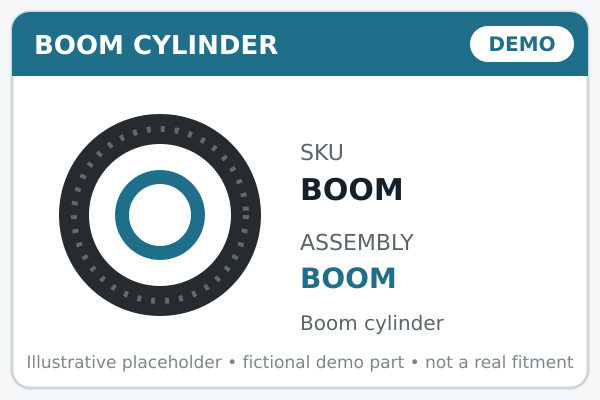 BOOM CYLINDER
DEMO
SKU
BOOM
ASSEMBLY
BOOM
Boom cylinder
Illustrative placeholder • fictional demo part • not a real fitment